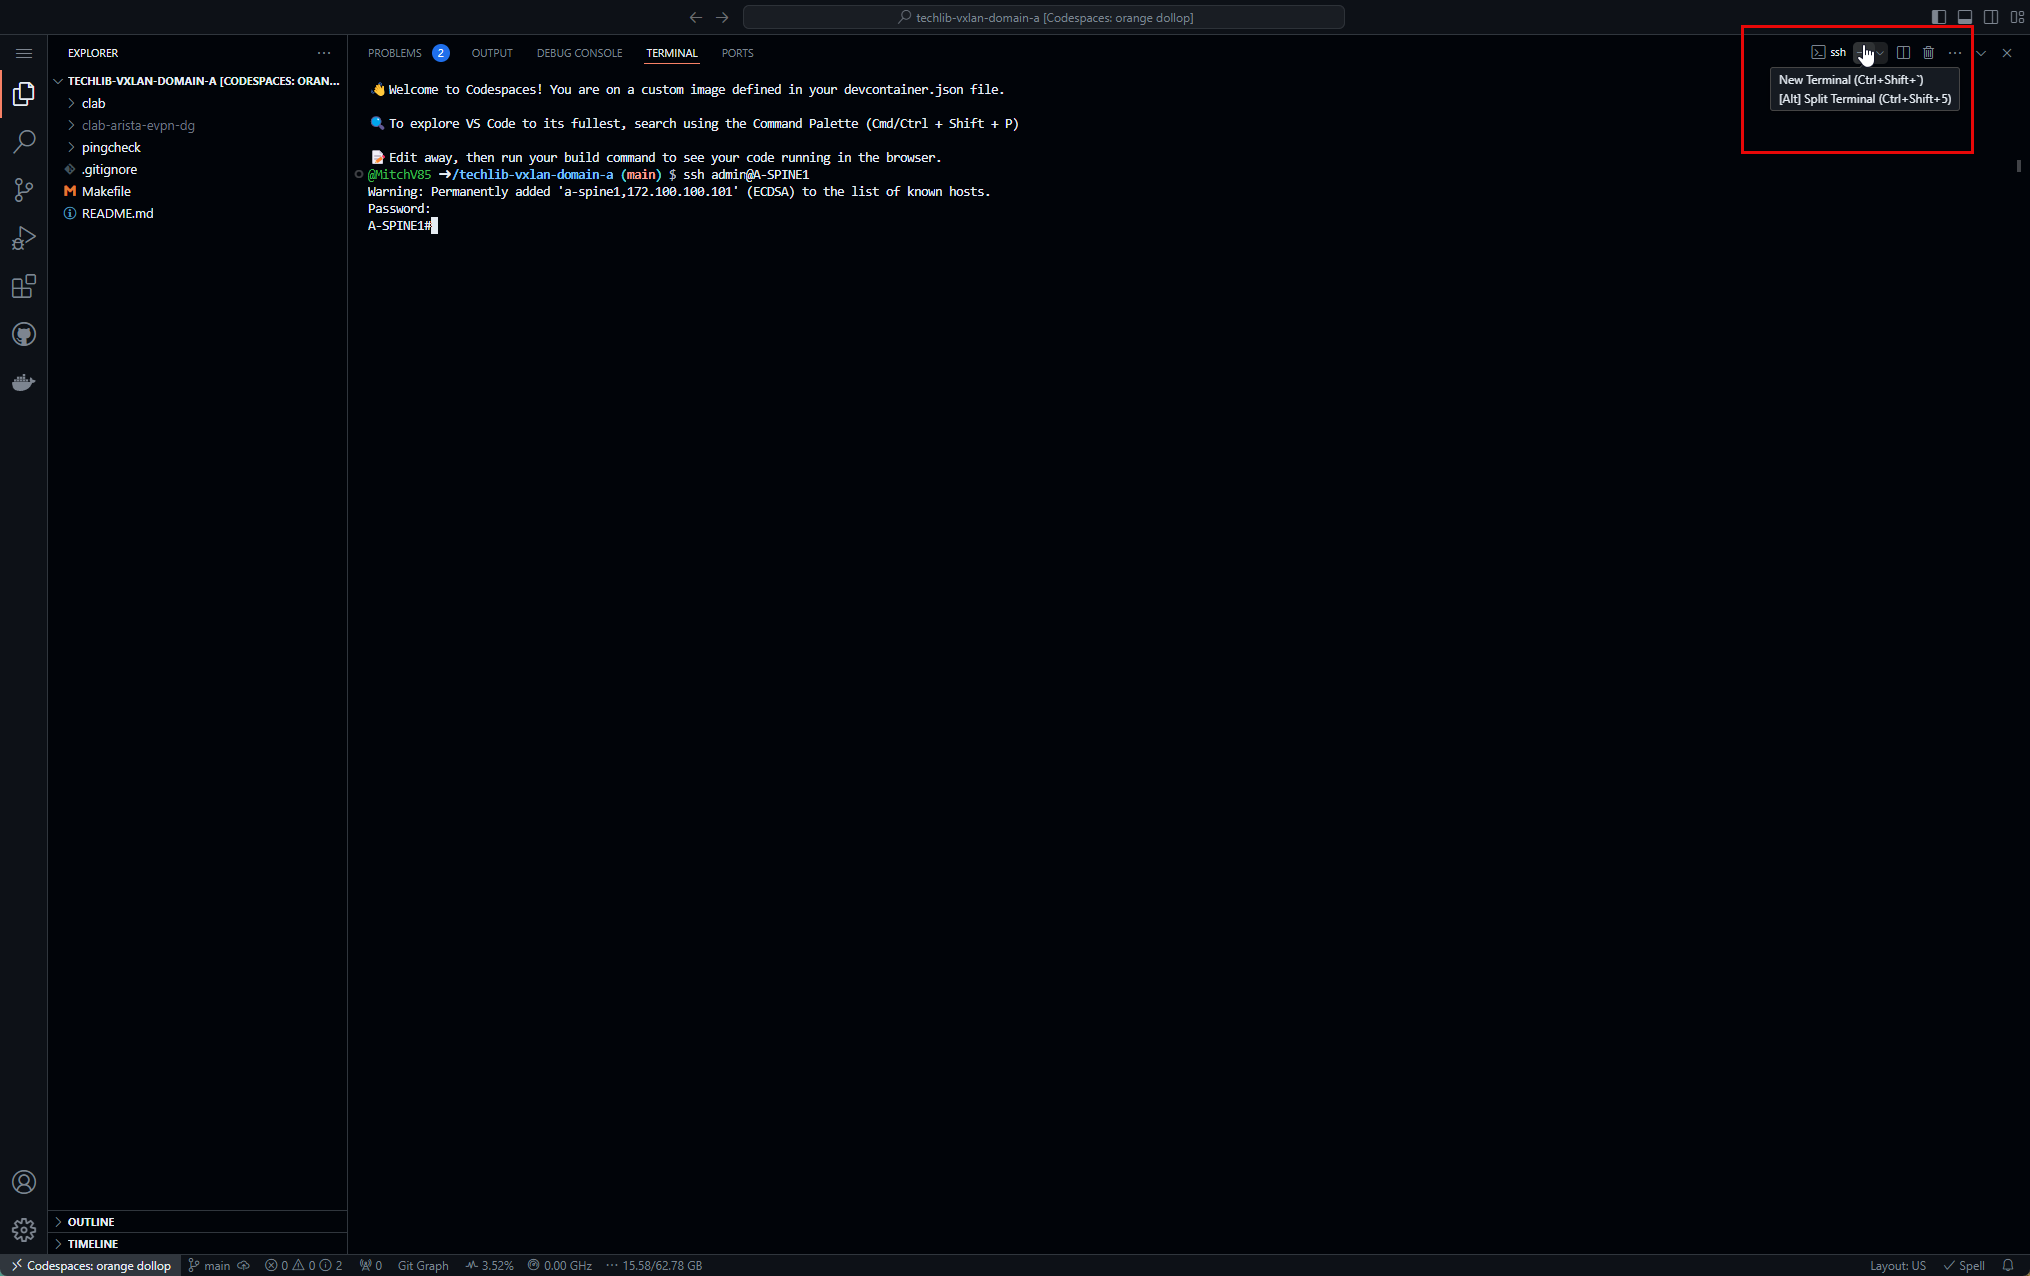 techlib-vxlan-domain-a [Codespaces: orange dollop]
EXPLORER
TECHLIB-VXLAN-DOMAIN-A [CODESPACES: ORAN...
clab
clab-arista-evpn-dg
pingcheck
.gitignore
Makefile
README.md
PROBLEMS 2 OUTPUT DEBUG CONSOLE TERMINAL PORTS
ssh
New Terminal (Ctrl+Shift+`)
[Alt] Split Terminal (Ctrl+Shift+5)
Welcome to Codespaces! You are on a custom image defined in your devcontainer.json file.
To explore VS Code to its fullest, search using the Command Palette (Cmd/Ctrl + Shift + P)
Edit away, then run your build command to see your code running in the browser.
@MitchV85 ➜/techlib-vxlan-domain-a (main) $ ssh admin@A-SPINE1
Warning: Permanently added 'a-spine1,172.100.100.101' (ECDSA) to the list of known hosts.
Password:
A-SPINE1#
OUTLINE
TIMELINE
Codespaces: orange dollop main 0 0 2 0 Git Graph 3.52% 0.00 GHz 15.58/62.78 GB Layout: US Spell